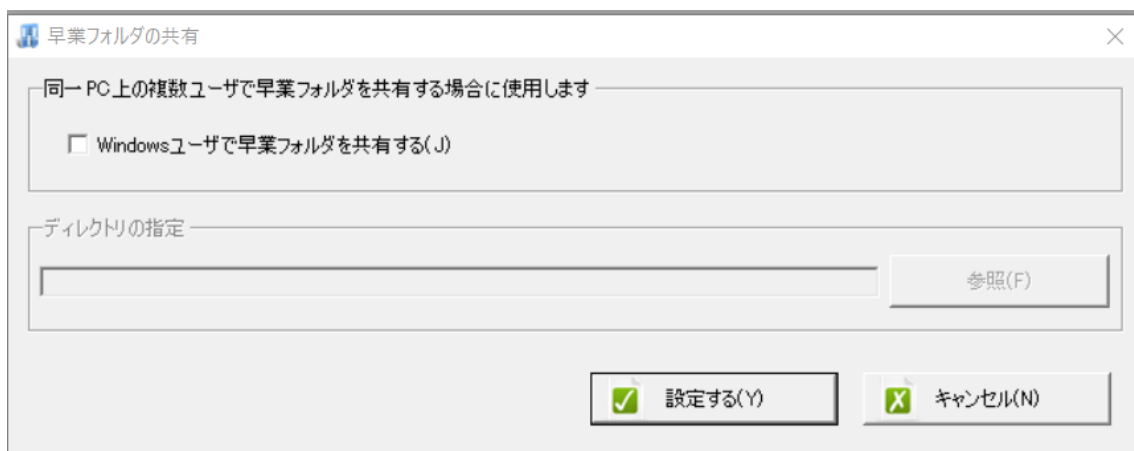 早業フォルダの共有
同一PC上の複数ユーザで早業フォルダを共有する場合に使用します
Windowsユーザで早業フォルダを共有する(J)
ディレクトリの指定
参照(F)
設定する(Y)
キャンセル(N)